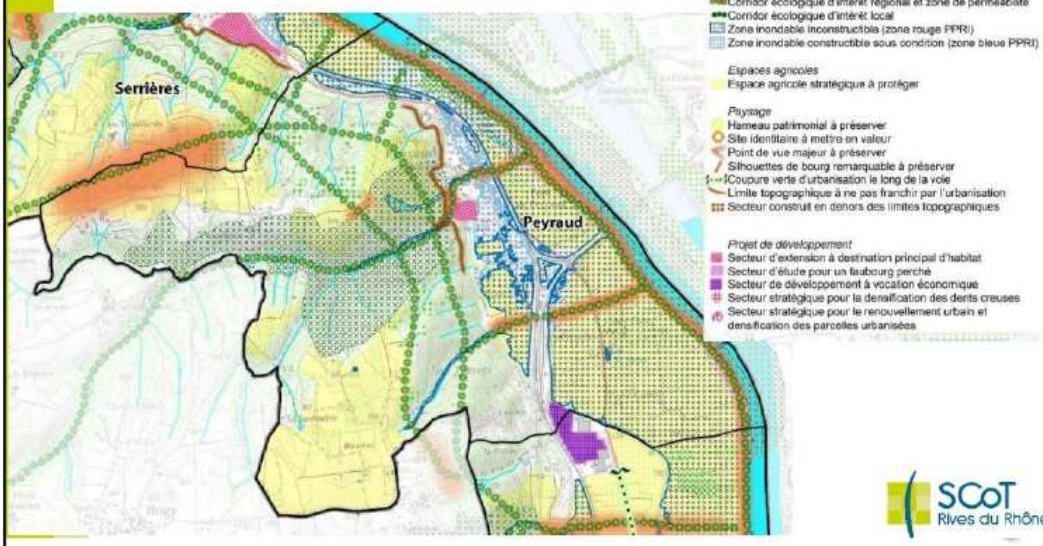 Corridor écologique d'intérêt régional et zone de perméabilité
Corridor écologique d'intérêt local
Zone inondable inconstructible (zone rouge PPRI)
Zone inondable constructible sous condition (zone bleue PPRI)
Espaces agricoles
Espace agricole stratégique à protéger
Paysage
Hameau patrimonial à préserver
Site identitaire à mettre en valeur
Point de vue majeur à préserver
Silhouettes de bourg remarquable à préserver
Coupure verte d'urbanisation le long de la voie
Limite topographique à ne pas franchir par l'urbanisation
Secteur construit en dehors des limites topographiques
Projet de développement
Secteur d'extension à destination principal d'habitat
Secteur d'étude pour un faubourg perché
Secteur de développement à vocation économique
Secteur stratégique pour la densification des dents creuses
Secteur stratégique pour le renouvellement urbain et
densification des parcelles urbanisées
Serrières
Peyraud
SCoT
Rives du Rhône